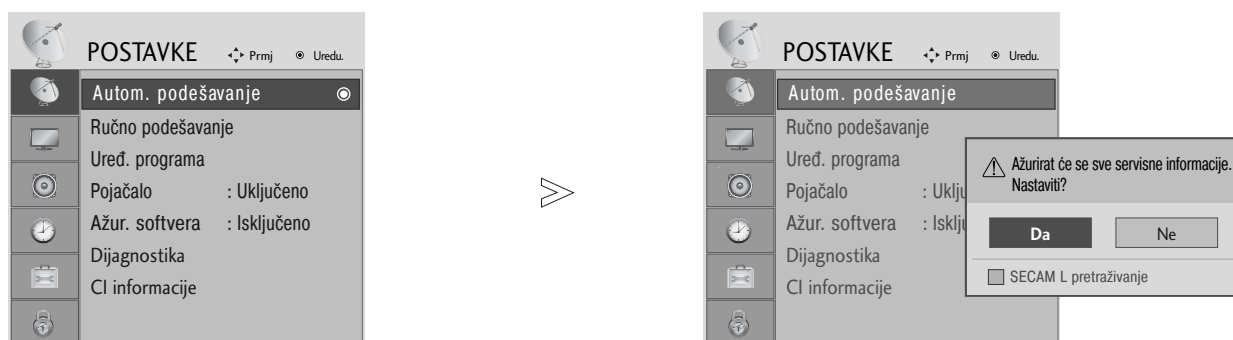 POSTAVKE Prmj Uredu.
Autom. podešavanje
Ručno podešavanje
Uređ. programa
Pojačalo : Uključeno
Ažur. softvera : Isključeno
Dijagnostika
CI informacije
POSTAVKE Prmj Uredu.
Autom. podešavanje
Ručno podešavanje
Uređ. programa
Pojačalo : Uklju
Ažur. softvera : Isklju
Dijagnostika
CI informacije
Ažurirat će se sve servisne informacije.
Nastaviti?
Da Ne
SECAM L pretraživanje